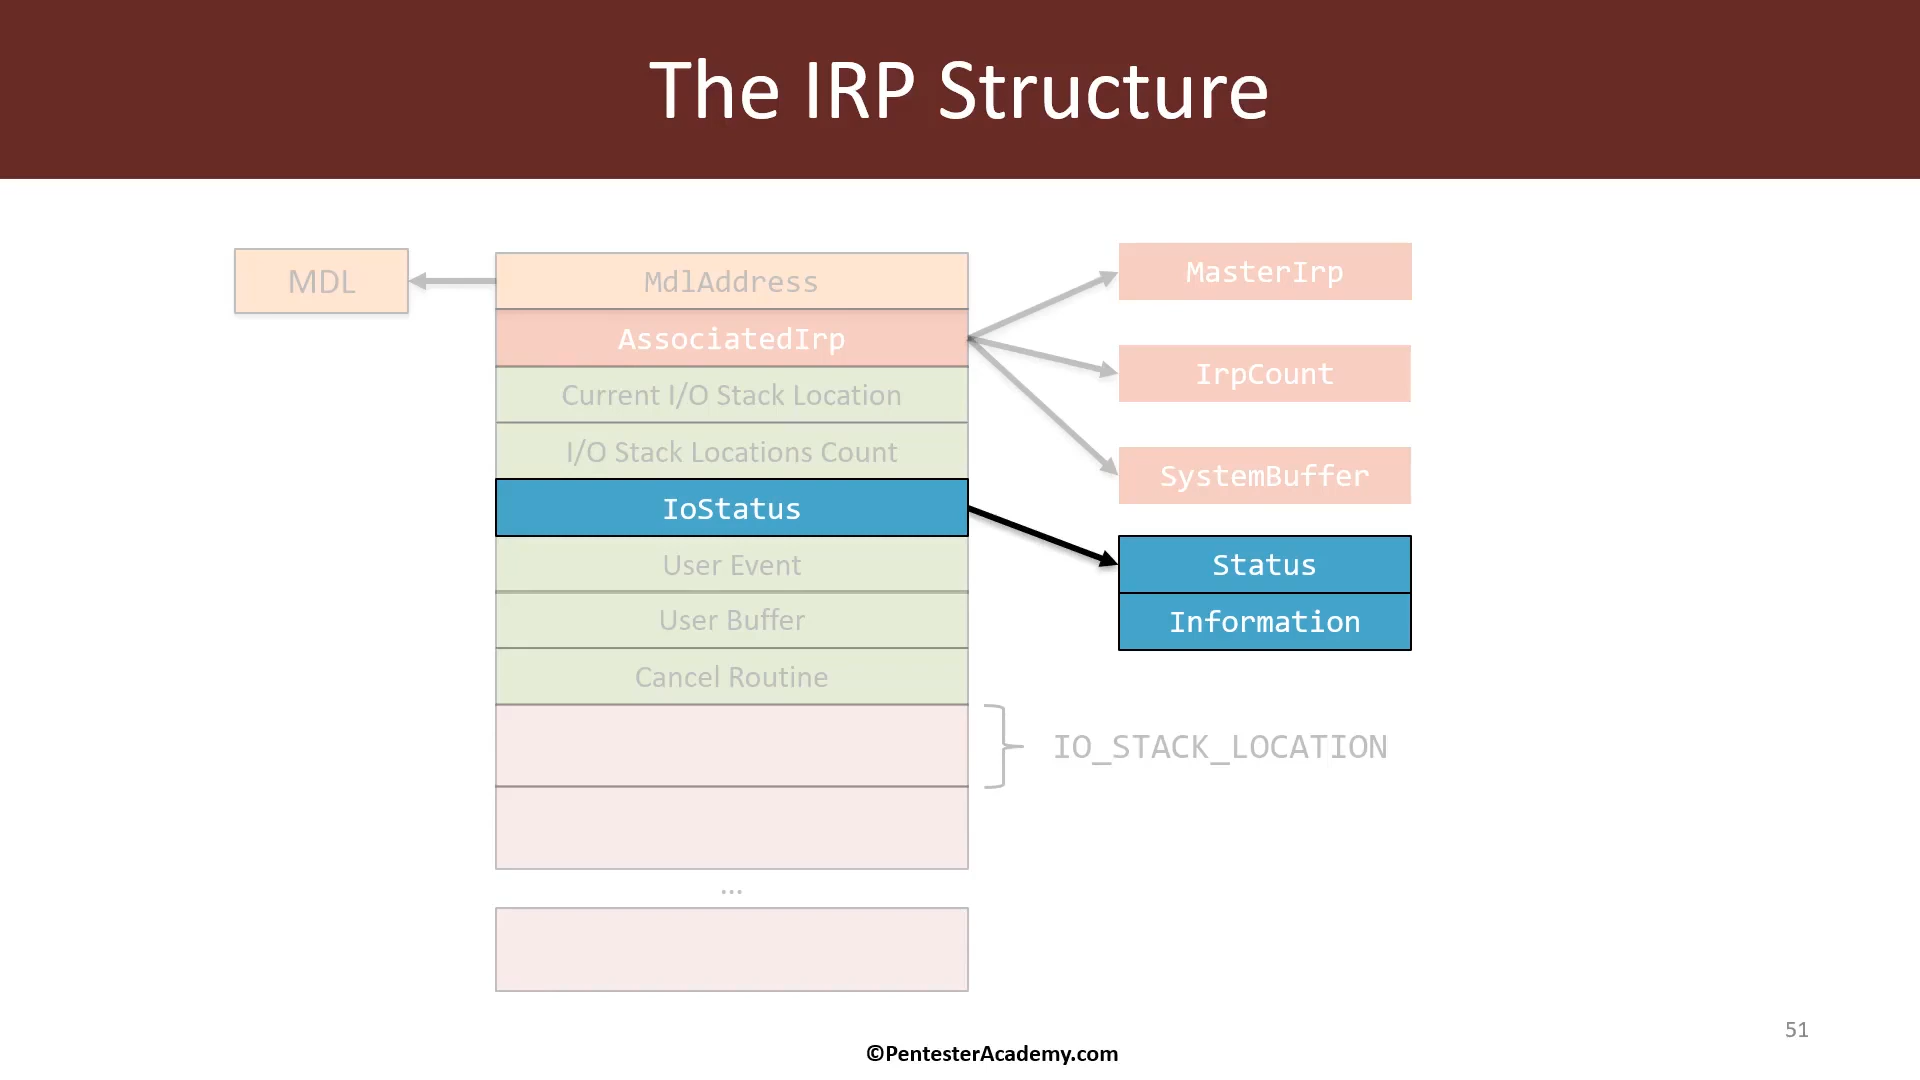 The IRP Structure
MDL
MdlAddress
AssociatedIrp
Current I/O Stack Location
I/O Stack Locations Count
IoStatus
User Event
User Buffer
Cancel Routine
...
MasterIrp
IrpCount
SystemBuffer
Status
Information
IO_STACK_LOCATION
51
©PentesterAcademy.com